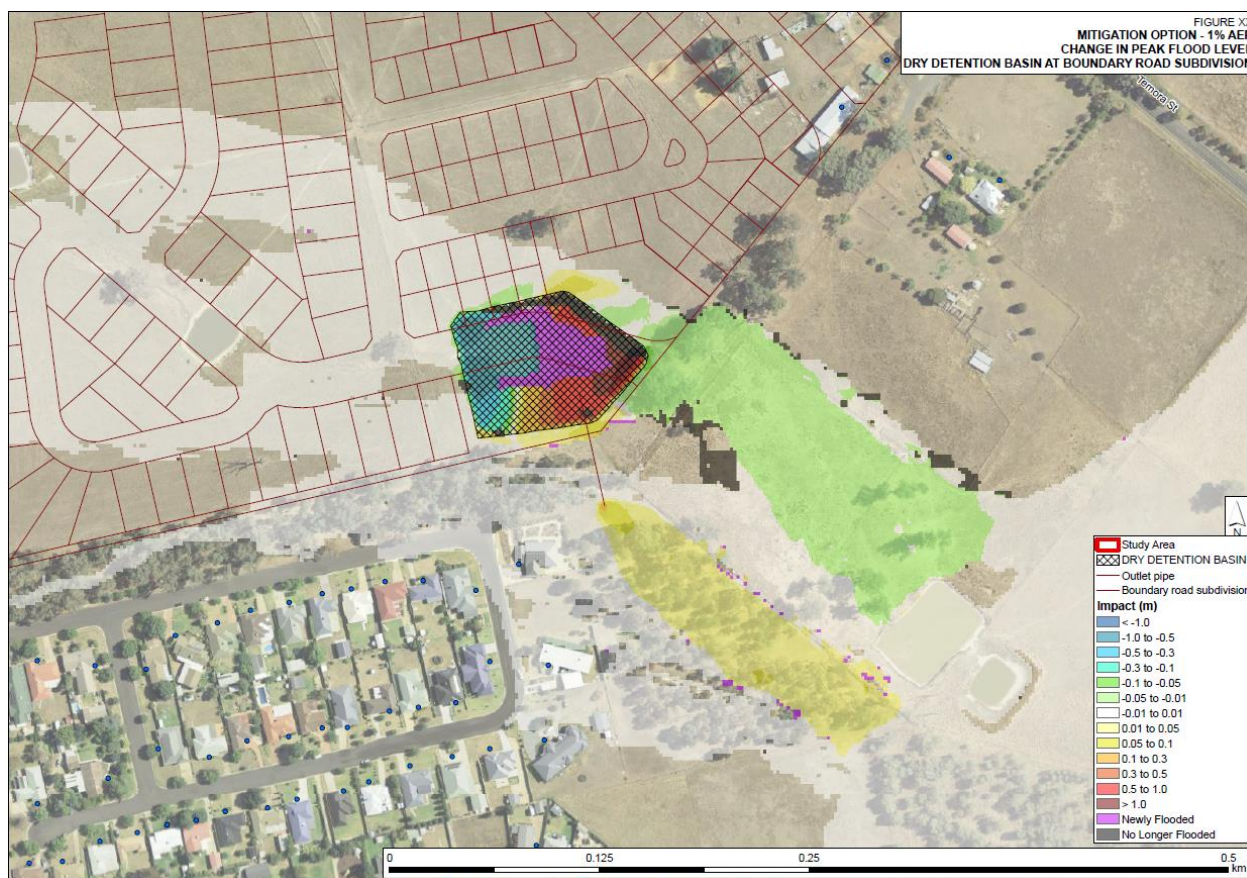 FIGURE X
MITIGATION OPTION - 1% AEP
CHANGE IN PEAK FLOOD LEVEL
DRY DETENTION BASIN AT BOUNDARY ROAD SUBDIVISION
Temora St
N
Study Area
DRY DETENTION BASIN
Outlet pipe
Boundary road subdivision
Impact (m)
< -1.0
-1.0 to -0.5
-0.5 to -0.3
-0.3 to -0.1
-0.1 to -0.05
-0.05 to -0.01
-0.01 to 0.01
0.01 to 0.05
0.05 to 0.1
0.1 to 0.3
0.3 to 0.5
0.5 to 1.0
> 1.0
Newly Flooded
No Longer Flooded
0 0.125 0.25 0.5
km